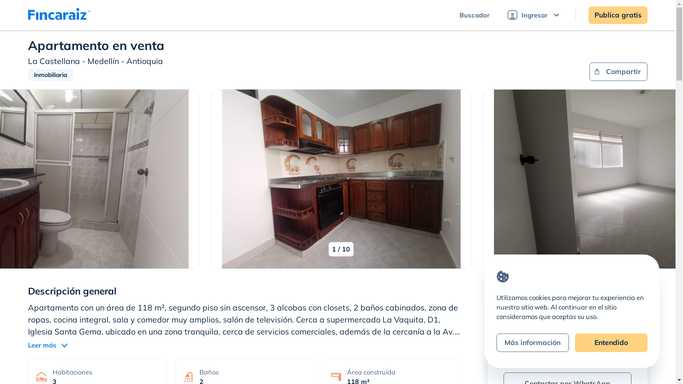 Fincaraiz
Buscador
Ingresar
Publica gratis
Apartamento en venta
La Castellana - Medellín - Antioquia
Inmobiliaria
Compartir
1 / 10
Descripción general
Apartamento con un área de 118 m², segundo piso sin ascensor, 3 alcobas con closets, 2 baños cabinados, zona de
ropas, cocina integral, sala y comedor muy amplios, salón de televisión. Cerca a supermercado La Vaquita, D1,
Iglesia Santa Gema, ubicado en una zona tranquila, cerca de servicios comerciales, además de la cercanía a la Av....
Leer más
Habitaciones
3
Baños
2
Área construida
118 m²
Utilizamos cookies para mejorar tu experiencia en
nuestro sitio web. Al continuar en el sitio
consideramos que aceptas su uso.
Más información
Entendido
Contactar por WhatsApp